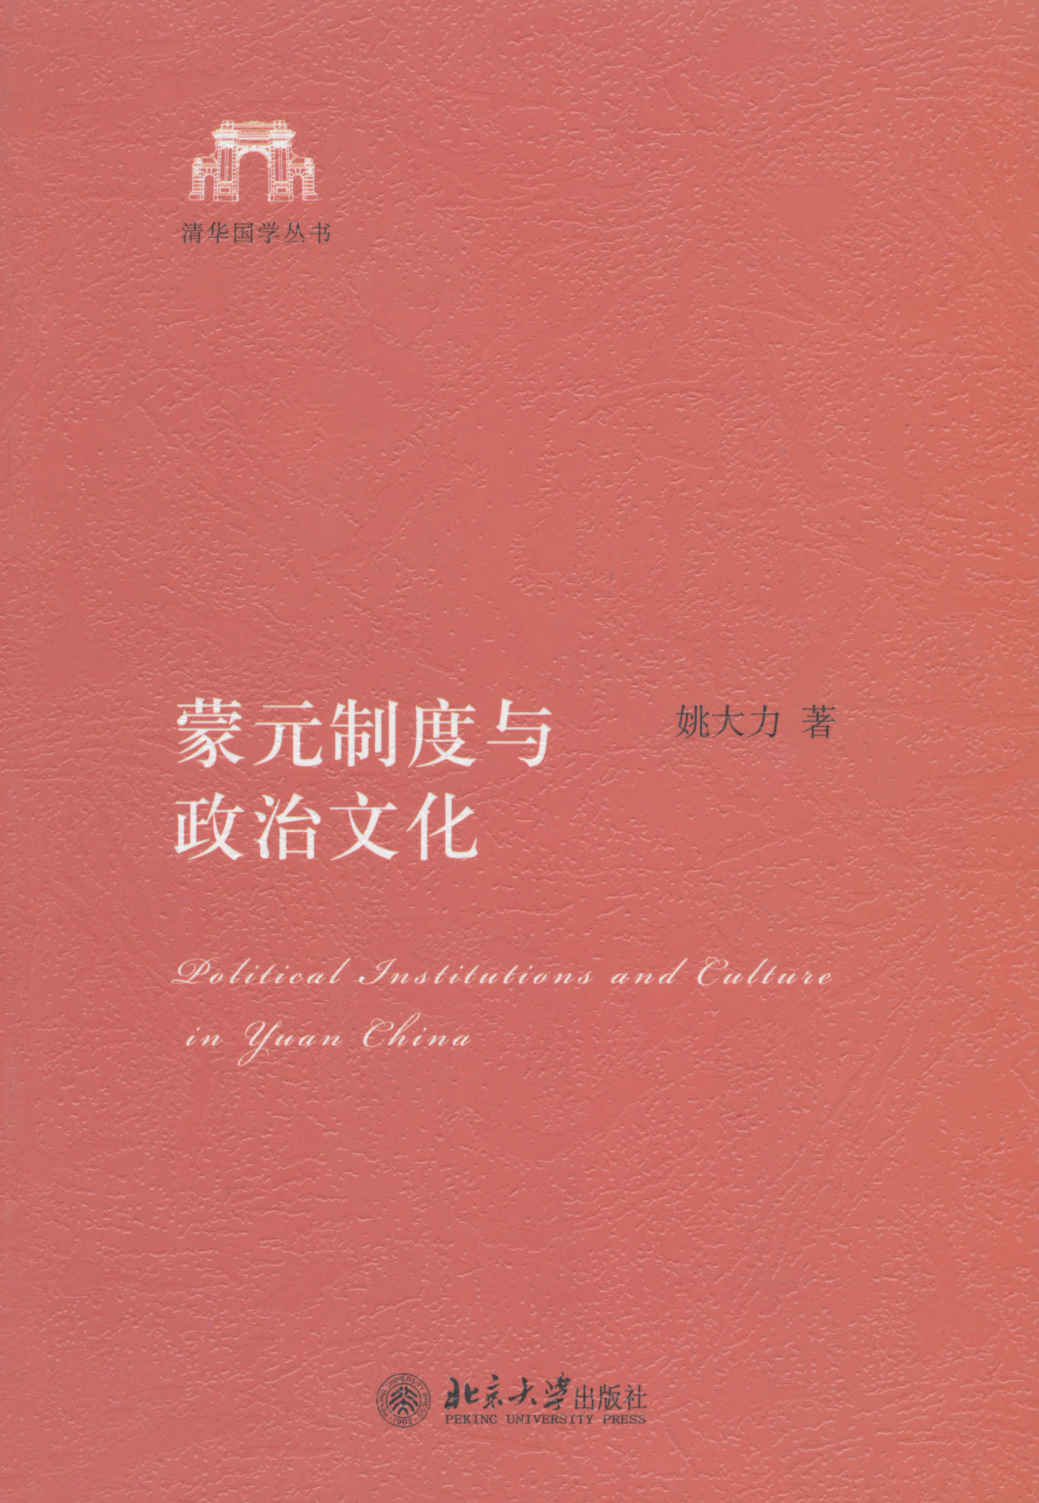 清华国学丛书
蒙元制度与
政治文化
姚大力 著
Political Institutions and Culture
in Yuan China
北京大学出版社
PEKING UNIVERSITY PRESS